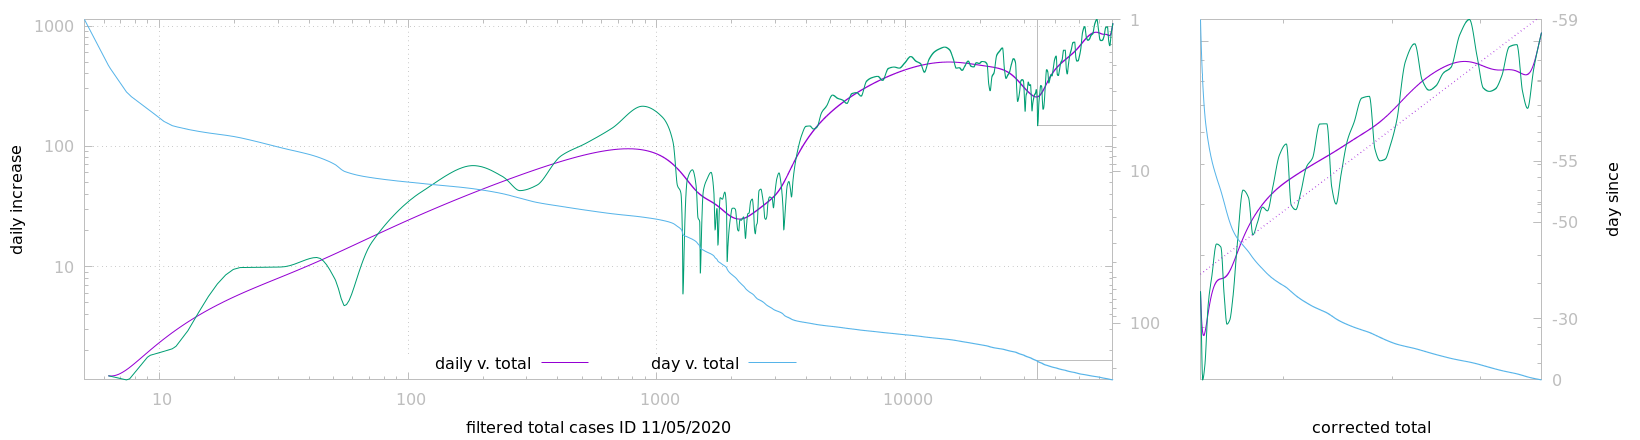 1000
100
10
daily increase
1
10
100
daily v. total
day v. total
10
100
1000
10000
filtered total cases ID 11/05/2020
-59
-55
-50
-30
0
day since
corrected total